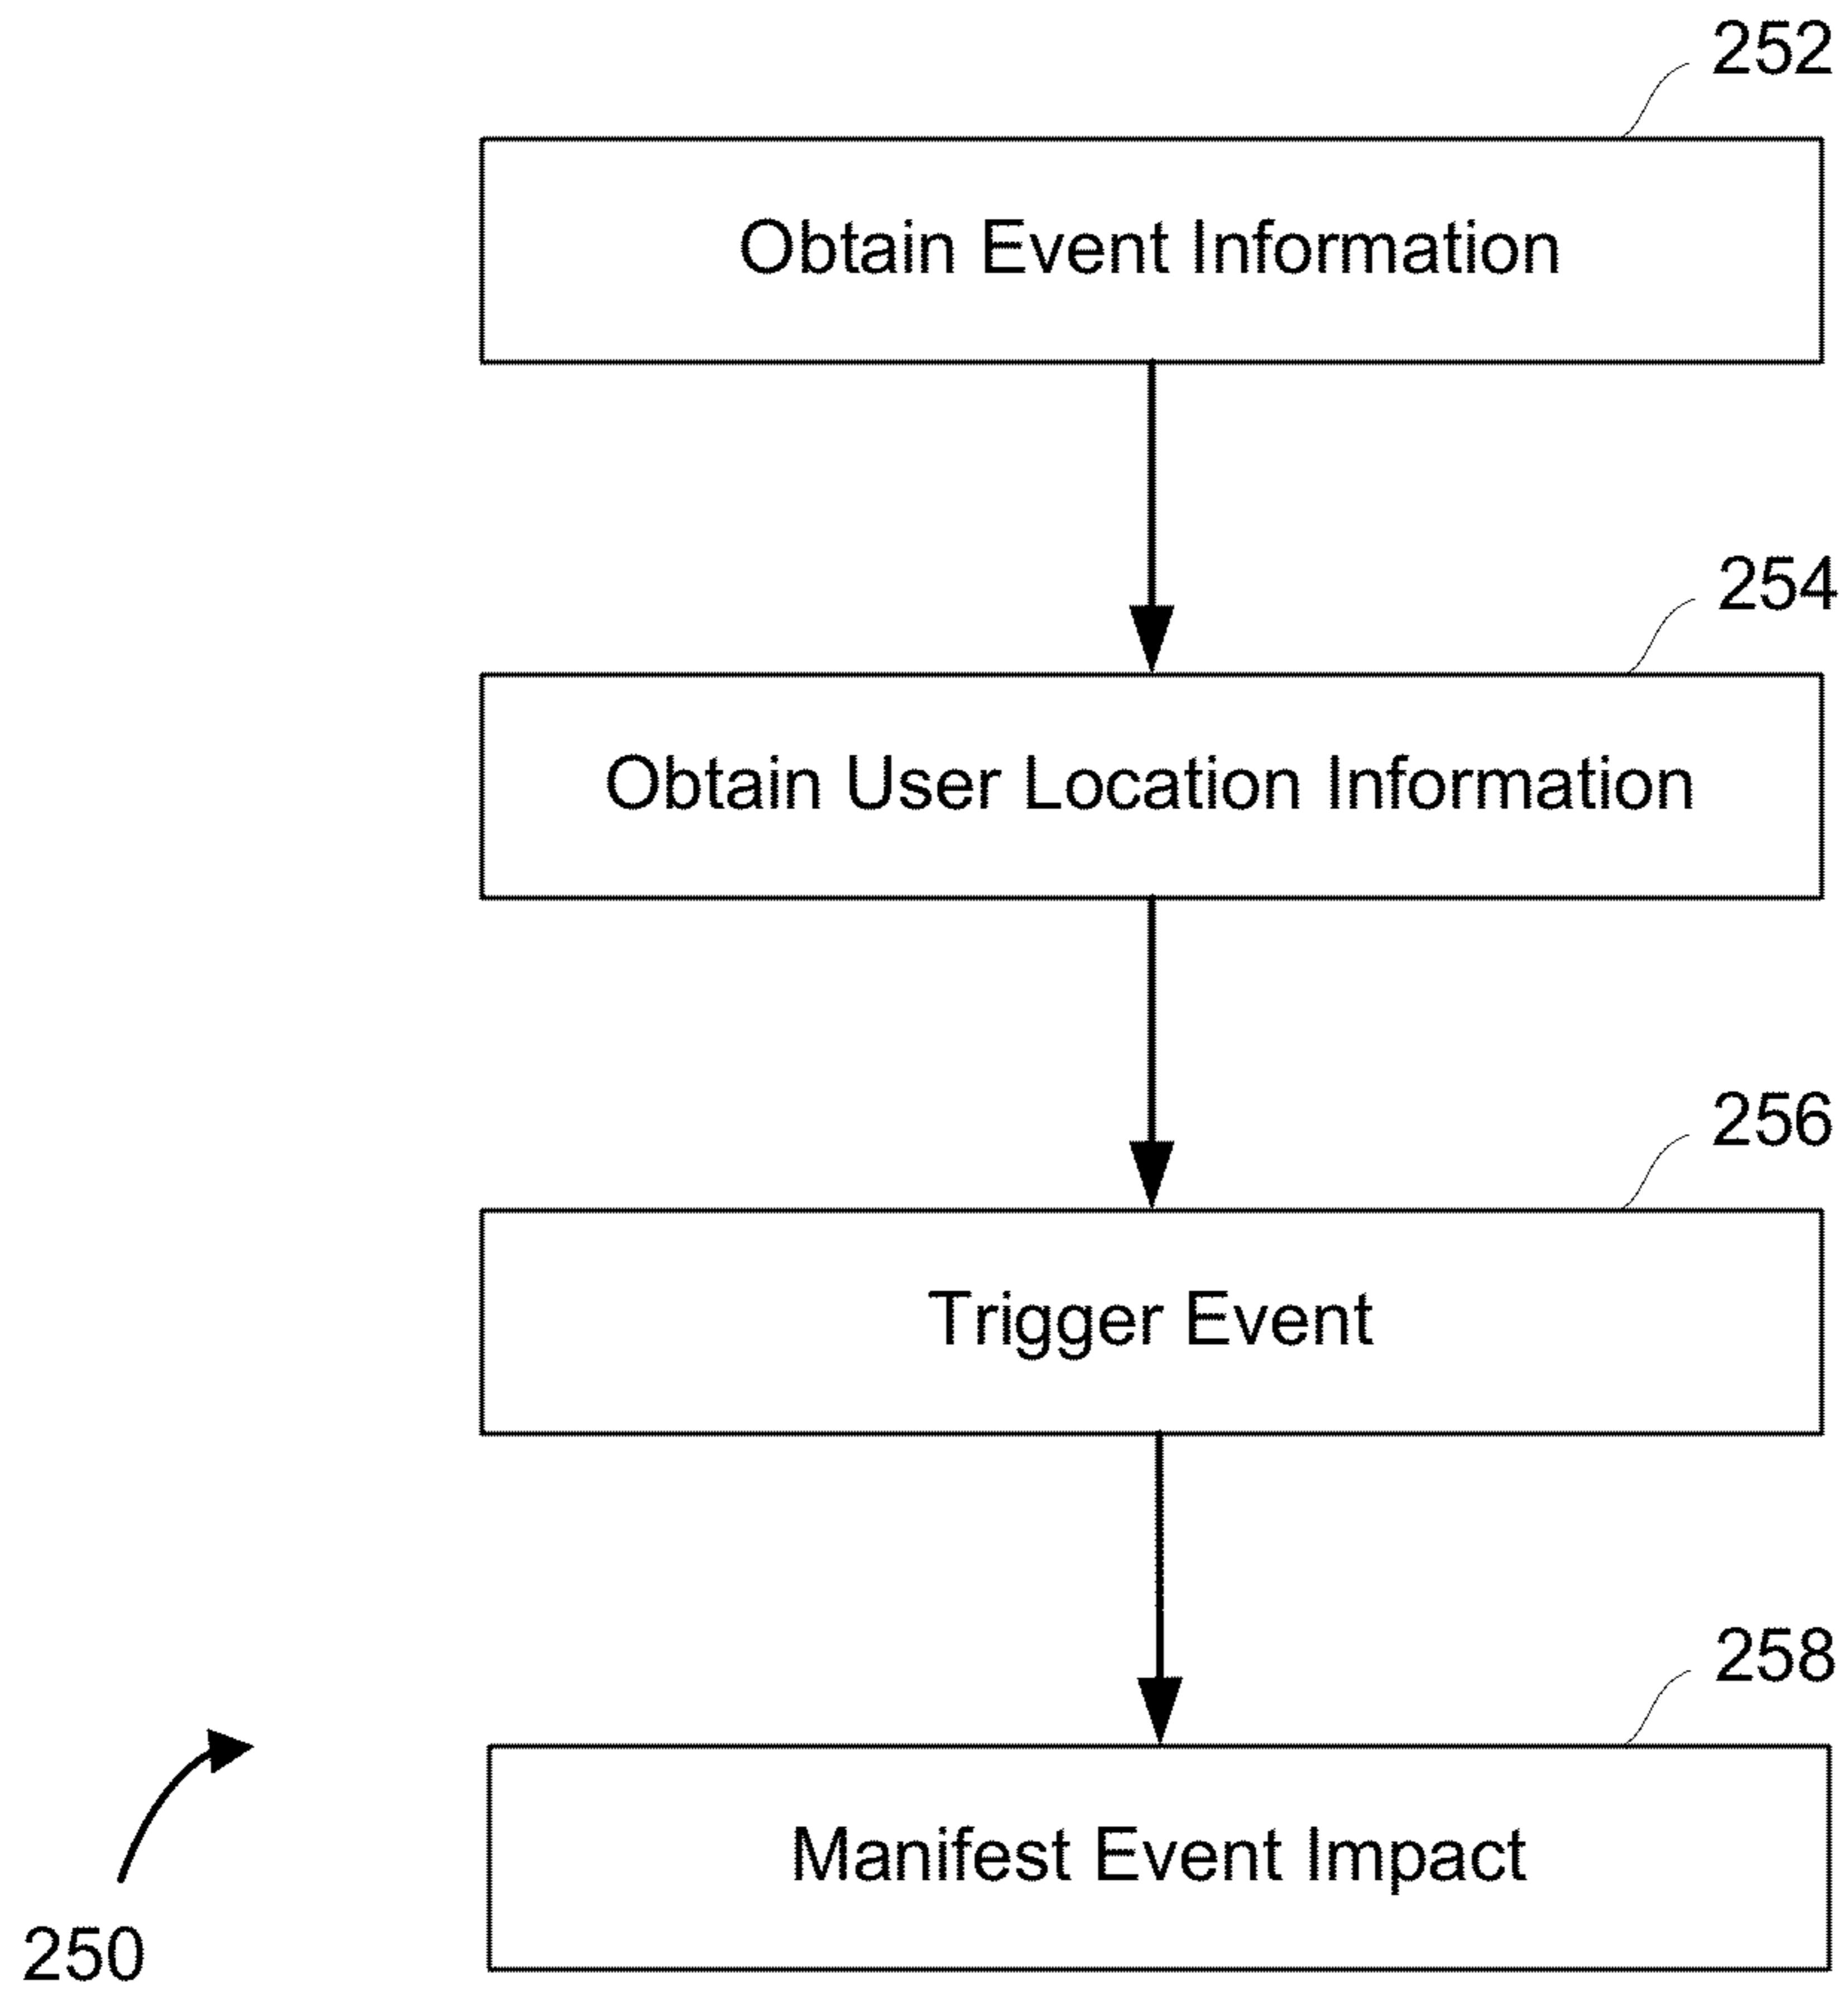 252
Obtain Event Information
254
Obtain User Location Information
256
Trigger Event
258
Manifest Event Impact
250